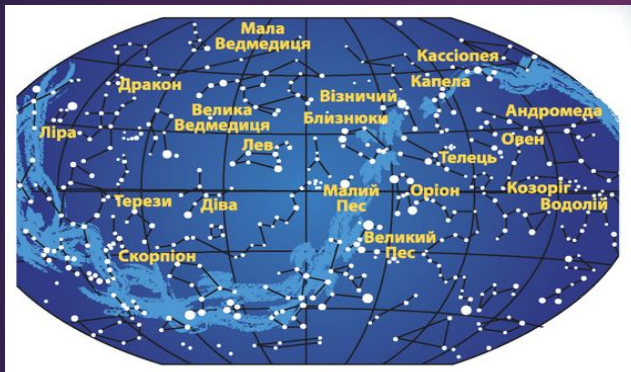 Мала
Ведмедиця
Кассіопея
Дракон
Капела
Візничий
Велика
Ведмедиця
Близнюки
Андромеда
Ліра
Овен
Лев
Телець
Терези
Діва
Малий
Пес
Оріон
Козоріг
Водолій
Скорпіон
Великий
Пес